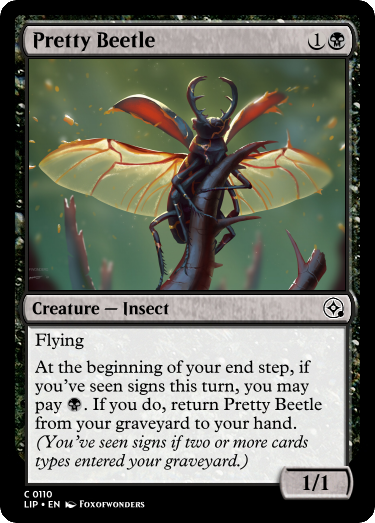 Pretty Beetle 1
Creature — Insect
Flying
At the beginning of your end step, if
you've seen signs this turn, you may
pay . If you do, return Pretty Beetle
from your graveyard to your hand.
(You've seen signs if two or more cards
types entered your graveyard.)
1/1
C 0110
LIP • EN Foxofwonders